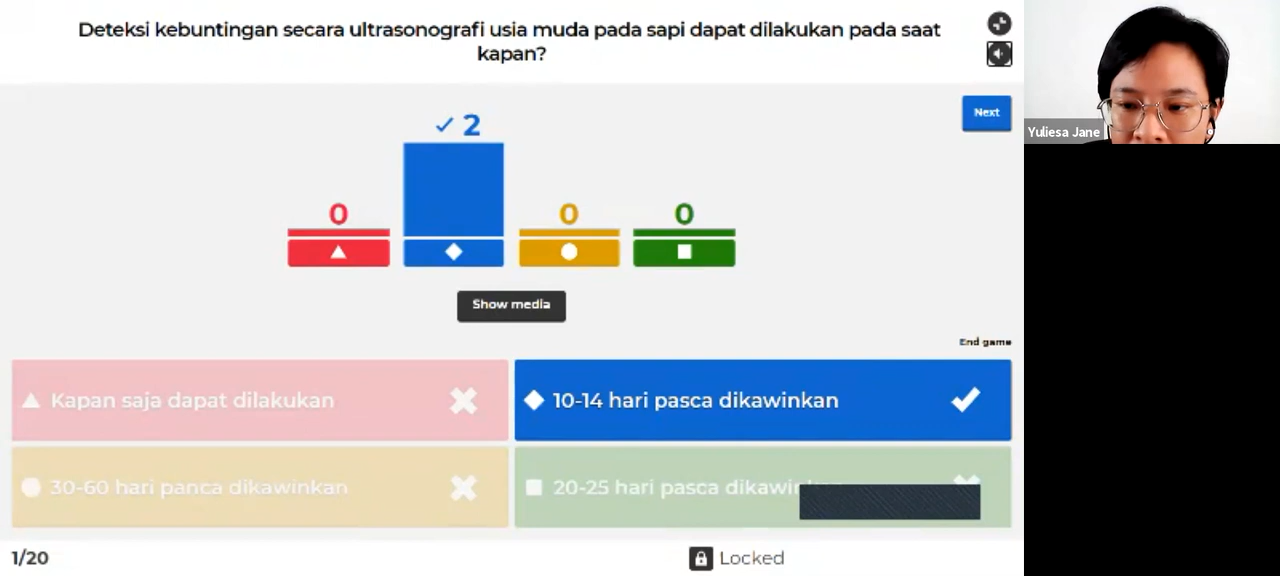 Deteksi kebuntingan secara ultrasonografi usia muda pada sapi dapat dilakukan pada saat
kapan?
Next
Yuliesa Jane
2
0
0
0
Show media
End game
Kapan saja dapat dilakukan
10-14 hari pasca dikawinkan
30-60 hari panca dikawinkan
20-25 hari pasca
1/20
Locked